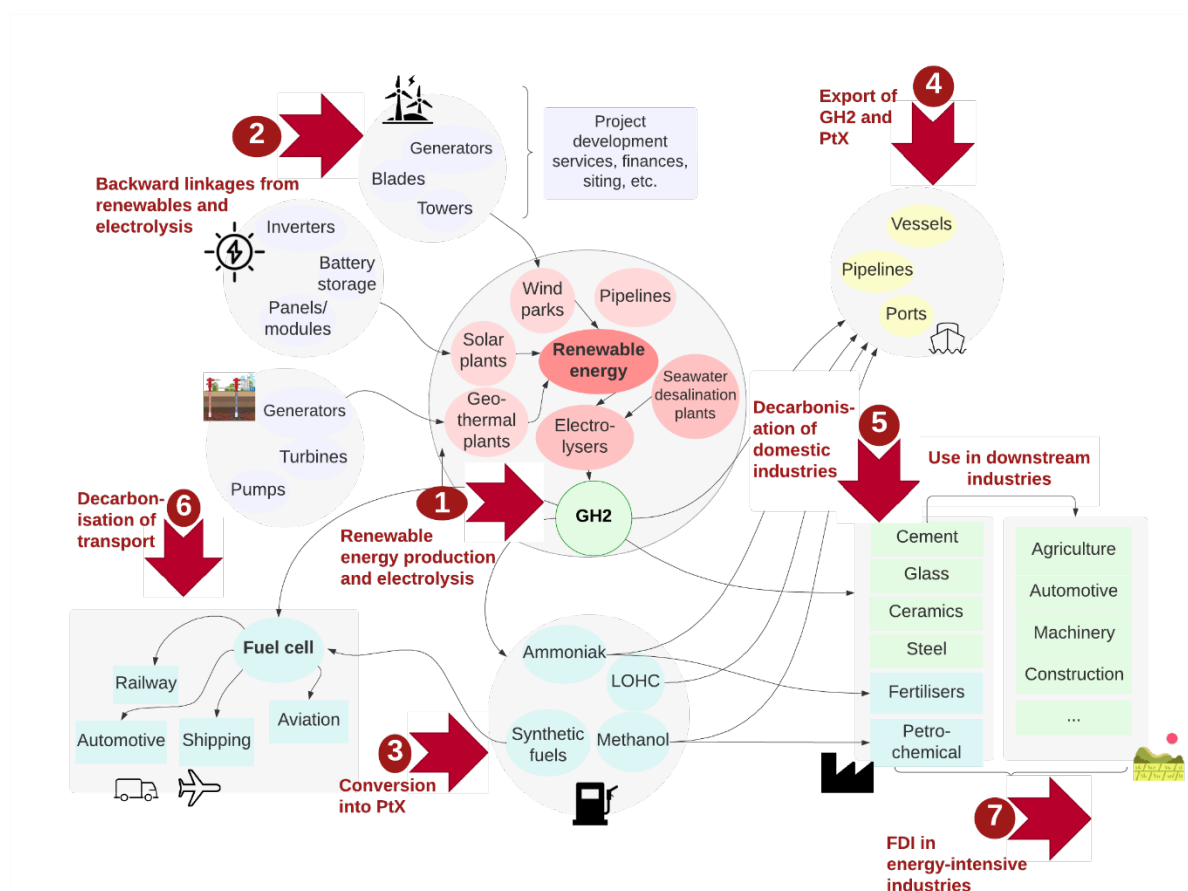 2
Backward linkages from
renewables and
electrolysis
Generators
Blades
Towers
Project
development
services, finances,
siting, etc.
4
Export of
GH2 and
PtX
Vessels
Pipelines
Ports
Inverters
Battery
storage
Panels/
modules
Wind
parks
Pipelines
Solar
plants
Renewable
energy
Seawater
desalination
plants
Geo-
thermal
plants
Electro-
lysers
GH2
Generators
Turbines
Pumps
1
Renewable
energy production
and electrolysis
Decarbonis-
ation of
domestic
industries
5
Use in downstream
industries
Cement
Glass
Ceramics
Steel
Fertilisers
Petro-
chemical
Agriculture
Automotive
Machinery
Construction
...
6
Decarbon-
isation of
transport
Fuel cell
Railway
Automotive
Shipping
Aviation
3
Conversion
into PtX
Ammoniak
LOHC
Synthetic
fuels
Methanol
7
FDI in
energy-intensive
industries